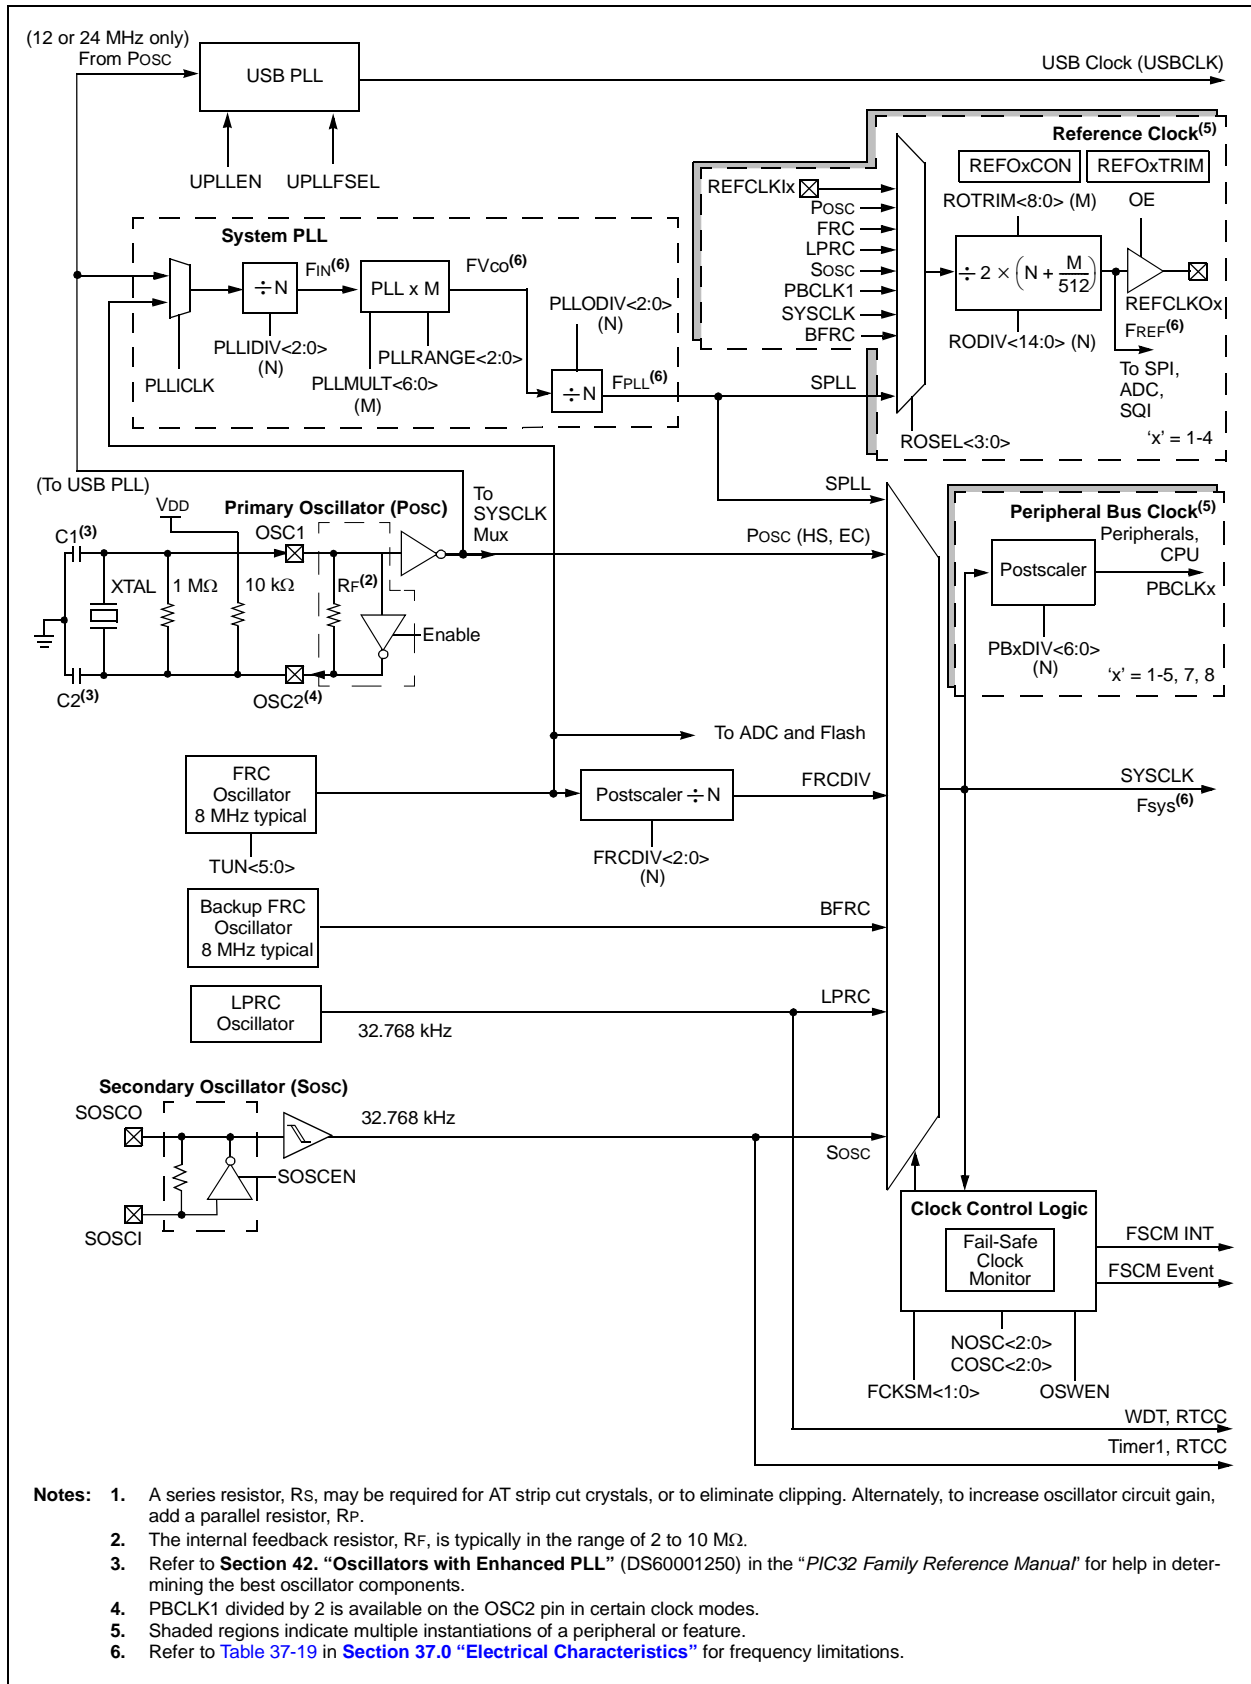 (12 or 24 MHz only)
From POSC
USB PLL
USB Clock (USBCLK)
UPLLEN
UPLLFSEL
Reference Clock(5)
REFOxCON
REFOxTRIM
REFCLKIx
POSC
FRC
LPRC
SOSC
PBCLK1
SYSCLK
BFRC
ROTRIM<8:0> (M)
OE
÷ 2 × (N + M/512)
REFCLKOx
RODIV<14:0> (N)
FREF(6)
To SPI,
ADC,
SQI
SPLL
ROSEL<3:0>
'x' = 1-4
System PLL
FIN(6)
FVco(6)
÷ N
PLL x M
PLLODIV<2:0>
(N)
PLLICLK
PLLIDIV<2:0>
(N)
PLLRANGE<2:0>
PLLMULT<6:0>
(M)
÷ N
FPLL(6)
(To USB PLL)
VDD
Primary Oscillator (POSC)
To
SYSCLK
Mux
SPLL
POSC (HS, EC)
C1(3)
OSC1
XTAL
1 MΩ
10 kΩ
RF(2)
Enable
C2(3)
OSC2(4)
Peripheral Bus Clock(5)
Peripherals,
CPU
Postscaler
PBCLKx
PBxDIV<6:0>
(N)
'x' = 1-5, 7, 8
To ADC and Flash
FRC
Oscillator
8 MHz typical
TUN<5:0>
Postscaler ÷ N
FRCDIV
FRCDIV<2:0>
(N)
SYSCLK
Fsys(6)
Backup FRC
Oscillator
8 MHz typical
BFRC
LPRC
Oscillator
32.768 kHz
LPRC
Secondary Oscillator (SOSC)
SOSCO
32.768 kHz
SOSCEN
SOSCI
SOSC
Clock Control Logic
Fail-Safe
Clock
Monitor
FSCM INT
FSCM Event
NOSC<2:0>
COSC<2:0>
FCKSM<1:0>
OSWEN
WDT, RTCC
Timer1, RTCC
Notes: 1. A series resistor, RS, may be required for AT strip cut crystals, or to eliminate clipping. Alternately, to increase oscillator circuit gain,
add a parallel resistor, RP.
2. The internal feedback resistor, RF, is typically in the range of 2 to 10 MΩ.
3. Refer to Section 42. “Oscillators with Enhanced PLL” (DS60001250) in the “PIC32 Family Reference Manual” for help in deter-
mining the best oscillator components.
4. PBCLK1 divided by 2 is available on the OSC2 pin in certain clock modes.
5. Shaded regions indicate multiple instantiations of a peripheral or feature.
6. Refer to Table 37-19 in Section 37.0 “Electrical Characteristics” for frequency limitations.